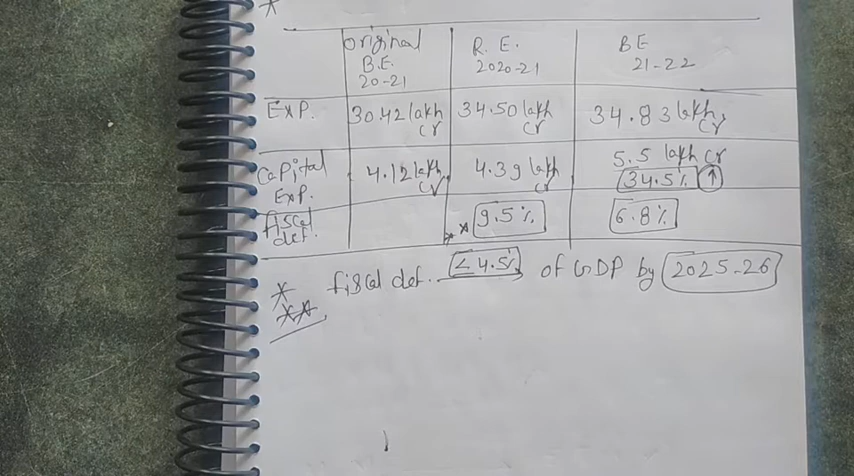 *
original B.E. 20-21 R.E. 2020-21 BE 21-22
Exp. 30.42 lakh cr 34.50 lakh cr 34.83 lakh cr
Capital Exp. 4.12 lakh cr 4.39 lakh cr 5.5 lakh cr 34.5% ↑
fiscal def. ** 9.5% 6.8%
* fiscal def. < 4.5% of GDP by 2025-26
**